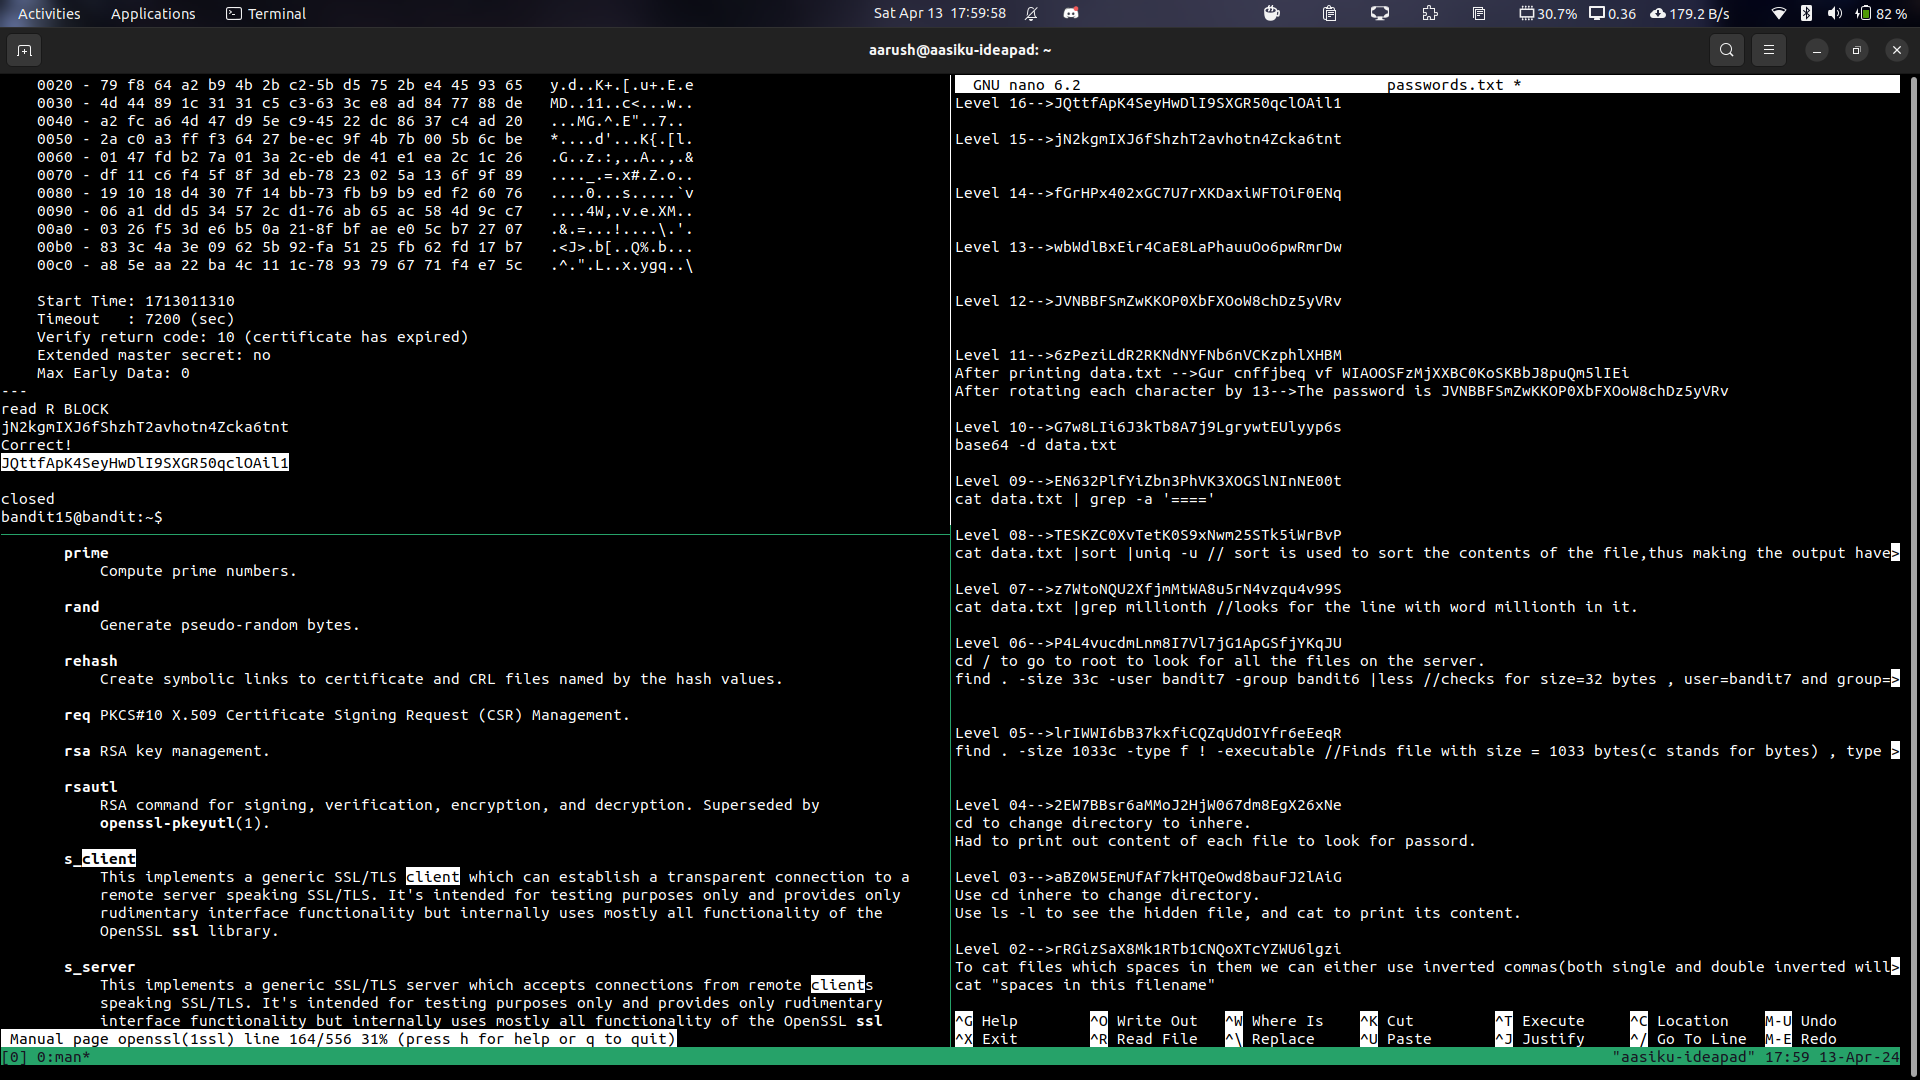 Activities Applications Terminal Sat Apr 13 17:59:58 30.7% 0.36 179.2 B/s 82 %
aarush@aasiku-ideapad: ~
0020 - 79 f8 64 a2 b9 4b 2b c2-5b d5 75 2b e4 45 93 65 y.d..K+.[.u+.E.e
0030 - 4d 44 89 1c 31 31 c5 c3-63 3c e8 ad 84 77 88 de MD..11..c<...w..
0040 - a2 fc a6 4d 47 d9 5e c9-45 22 dc 86 37 c4 ad 20 ...MG.^.E"..7..
0050 - 2a c0 a3 ff f3 64 27 be-ec 9f 4b 7b 00 5b 6c be *....d'...K{.[l.
0060 - 01 47 fd b2 7a 01 3a 2c-eb de 41 e1 ea 2c 1c 26 .G..z.:,..A..,.&
0070 - df 11 c6 f4 5f 8f 3d eb-78 23 02 5a 13 6f 9f 89 ...._.=.x#.Z.o..
0080 - 19 10 18 d4 30 7f 14 bb-73 fb b9 b9 ed f2 60 76 ....0...s.....`v
0090 - 06 a1 dd d5 34 57 2c d1-76 ab 65 ac 58 4d 9c c7 ....4W,.v.e.XM..
00a0 - 03 26 f5 3d e6 b5 0a 21-8f bf ae e0 5c b7 27 07 .&.=...!....\.'.
00b0 - 83 3c 4a 3e 09 62 5b 92-fa 51 25 fb 62 fd 17 b7 .<J>.b[..Q%.b...
00c0 - a8 5e aa 22 ba 4c 11 1c-78 93 79 67 71 f4 e7 5c .^.".L..x.ygq..\
Start Time: 1713011310
Timeout : 7200 (sec)
Verify return code: 10 (certificate has expired)
Extended master secret: no
Max Early Data: 0
---
read R BLOCK
jN2kgmIXJ6fShzhT2avhotn4Zcka6tnt
Correct!
JQttfApK4SeyHwDlI9SXGR50qclOAil1
closed
bandit15@bandit:~$
prime
Compute prime numbers.
rand
Generate pseudo-random bytes.
rehash
Create symbolic links to certificate and CRL files named by the hash values.
req PKCS#10 X.509 Certificate Signing Request (CSR) Management.
rsa RSA key management.
rsautl
RSA command for signing, verification, encryption, and decryption. Superseded by
openssl-pkeyutl(1).
s_client
This implements a generic SSL/TLS client which can establish a transparent connection to a
remote server speaking SSL/TLS. It's intended for testing purposes only and provides only
rudimentary interface functionality but internally uses mostly all functionality of the
OpenSSL ssl library.
s_server
This implements a generic SSL/TLS server which accepts connections from remote clients
speaking SSL/TLS. It's intended for testing purposes only and provides only rudimentary
interface functionality but internally uses mostly all functionality of the OpenSSL ssl
Manual page openssl(1ssl) line 164/556 31% (press h for help or q to quit)
GNU nano 6.2 passwords.txt *
Level 16-->JQttfApK4SeyHwDlI9SXGR50qclOAil1
Level 15-->jN2kgmIXJ6fShzhT2avhotn4Zcka6tnt
Level 14-->fGrHPx402xGC7U7rXKDaxiWFTOiF0ENq
Level 13-->wbWdlBxEir4CaE8LaPhauuOo6pwRmrDw
Level 12-->JVNBBFSmZwKKOP0XbFXOoW8chDz5yVRv
Level 11-->6zPeziLdR2RKNdNYFNb6nVCKzphlXHBM
After printing data.txt -->Gur cnffjbeq vf WIAOOSFzMjXXBC0KoSKBbJ8puQm5lIEi
After rotating each character by 13-->The password is JVNBBFSmZwKKOP0XbFXOoW8chDz5yVRv
Level 10-->G7w8LIi6J3kTb8A7j9LgrywtEUlyyp6s
base64 -d data.txt
Level 09-->EN632PlfYiZbn3PhVK3XOGSlNInNE00t
cat data.txt | grep -a '===='
Level 08-->TESKZC0XvTetK0S9xNwm25STk5iWrBvP
cat data.txt |sort |uniq -u // sort is used to sort the contents of the file,thus making the output have>
Level 07-->z7WtoNQU2XfjmMtWA8u5rN4vzqu4v99S
cat data.txt |grep millionth //looks for the line with word millionth in it.
Level 06-->P4L4vucdmLnm8I7Vl7jG1ApGSfjYKqJU
cd / to go to root to look for all the files on the server.
find . -size 33c -user bandit7 -group bandit6 |less //checks for size=32 bytes , user=bandit7 and group=>
Level 05-->lrIWWI6bB37kxfiCQZqUdOIYfr6eEeqR
find . -size 1033c -type f ! -executable //Finds file with size = 1033 bytes(c stands for bytes) , type >
Level 04-->2EW7BBsr6aMMoJ2HjW067dm8EgX26xNe
cd to change directory to inhere.
Had to print out content of each file to look for passord.
Level 03-->aBZ0W5EmUfAf7kHTQeOwd8bauFJ2lAiG
Use cd inhere to change directory.
Use ls -l to see the hidden file, and cat to print its content.
Level 02-->rRGizSaX8Mk1RTb1CNQoXTcYZWU6lgzi
To cat files which spaces in them we can either use inverted commas(both single and double inverted will>
cat "spaces in this filename"
^G Help ^O Write Out ^W Where Is ^K Cut ^T Execute ^C Location M-U Undo
^X Exit ^R Read File ^\ Replace ^U Paste ^J Justify ^/ Go To Line M-E Redo
[0] 0:man* "aasiku-ideapad" 17:59 13-Apr-24